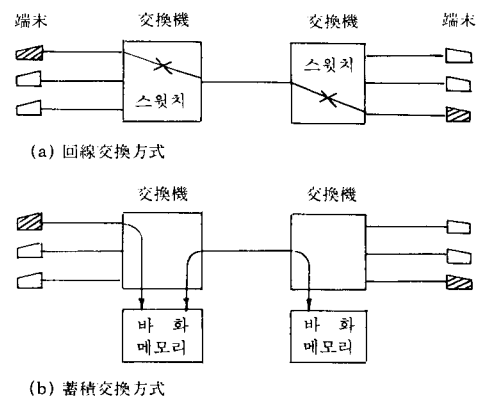 端末 交換機 交換機 端末
스윗치 스윗치
(a) 回線交換方式
交換機 交換機
바 화 바 화
메모리 메모리
(b) 蓄積交換方式